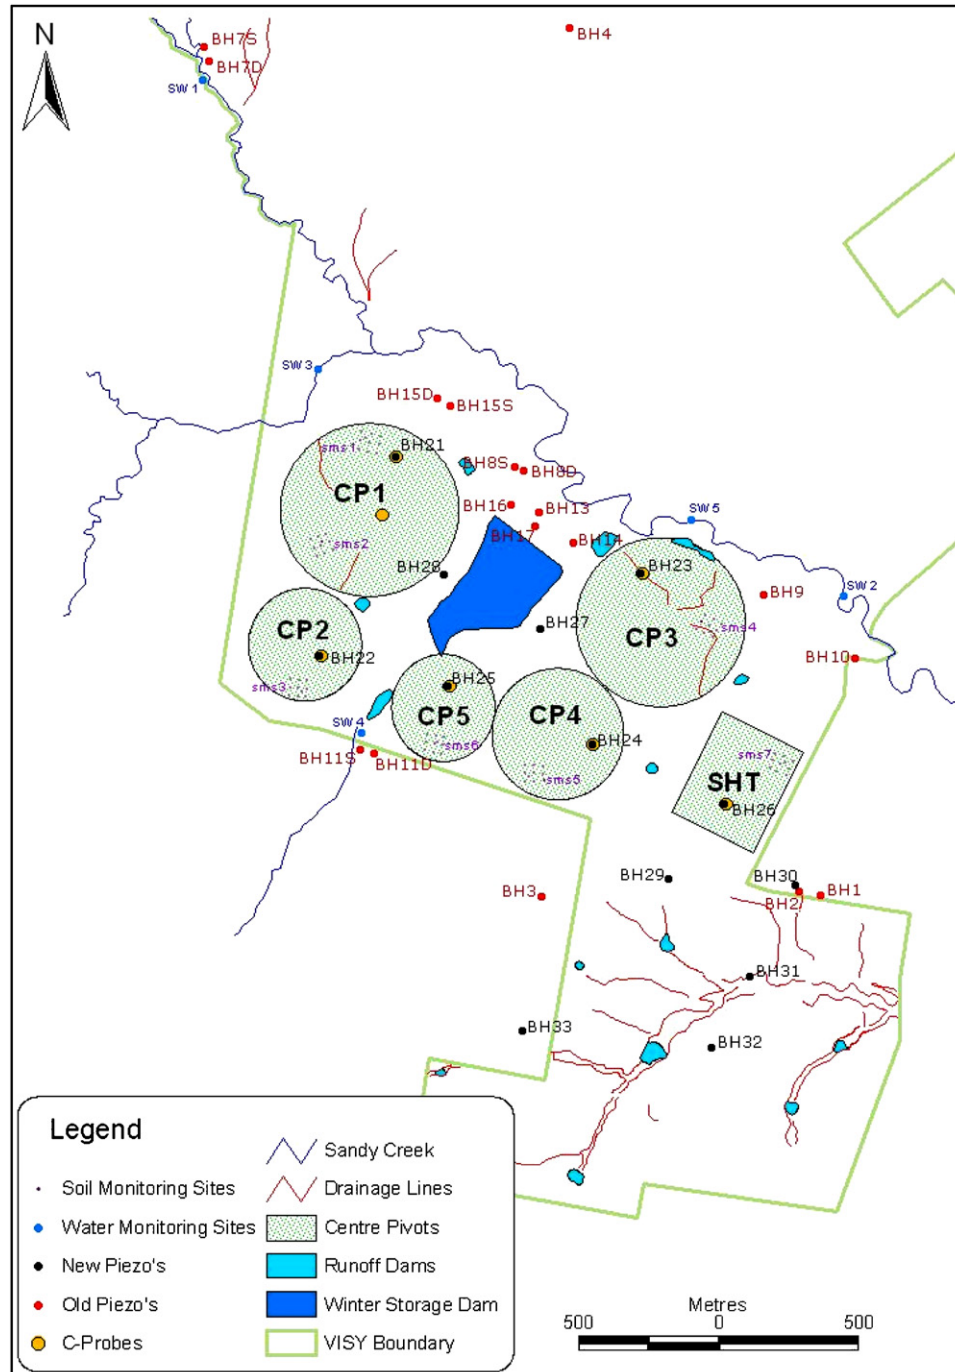 N
BH7S
BH7D
SW 1
BH4
SW 3
BH15D
BH15S
sms1
BH21
BH8S
BH8D
CP1
BH16
BH13
SW 5
sms2
BH17
BH14
BH28
BH23
SW 2
BH9
CP2
BH27
CP3
sms4
BH22
BH10
sms3
BH25
CP5
CP4
SW 4
sms6
BH24
BH11S
BH11D
sms5
sms7
SHT
BH26
BH29
BH30
BH3
BH2
BH1
BH31
BH33
BH32
Legend
Soil Monitoring Sites
Water Monitoring Sites
New Piezo's
Old Piezo's
C-Probes
Sandy Creek
Drainage Lines
Centre Pivots
Runoff Dams
Winter Storage Dam
VISY Boundary
Metres
500 0 500